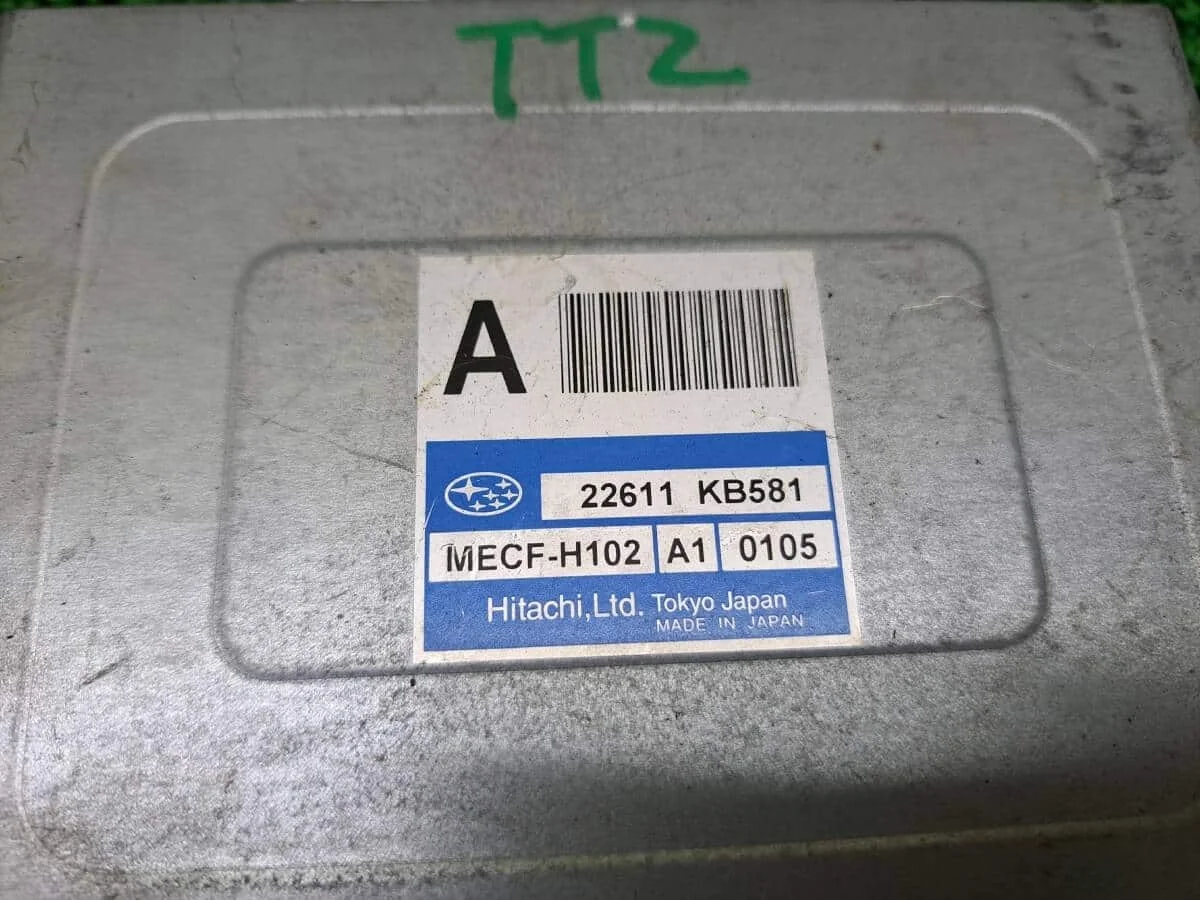 TT2
A
22611 KB581
MECF-H102 A1 0105
Hitachi,Ltd. Tokyo Japan
MADE IN JAPAN